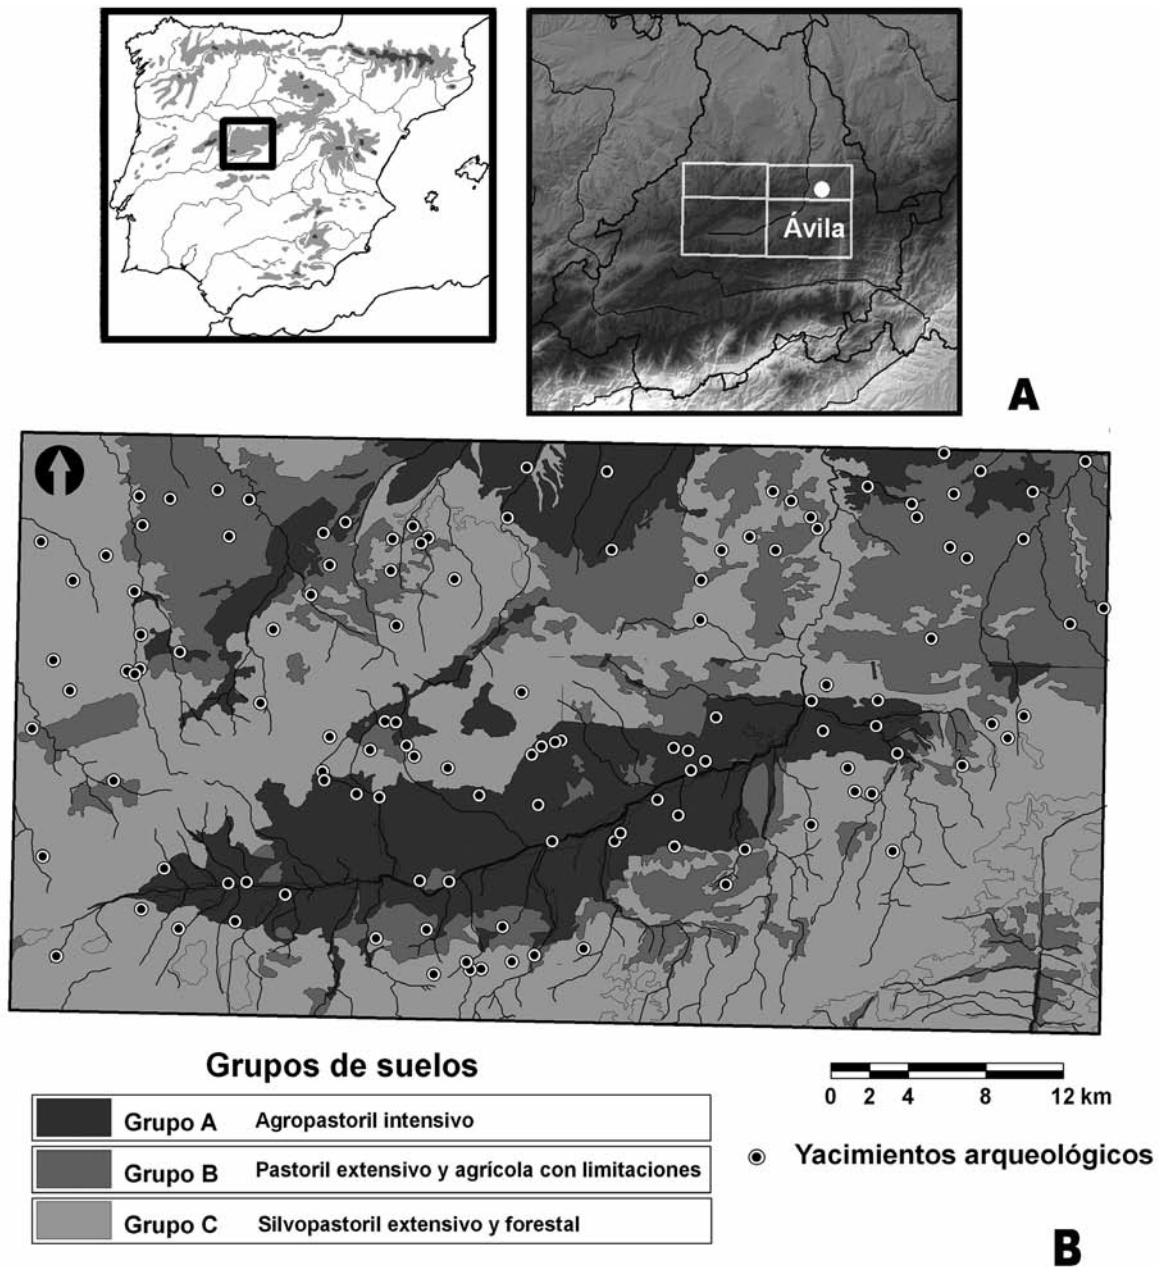 Ávila
A
Grupos de suelos
Grupo A Agropastoril intensivo
Grupo B Pastoril extensivo y agrícola con limitaciones
Grupo C Silvopastoril extensivo y forestal
0 2 4 8 12 km
Yacimientos arqueológicos
B